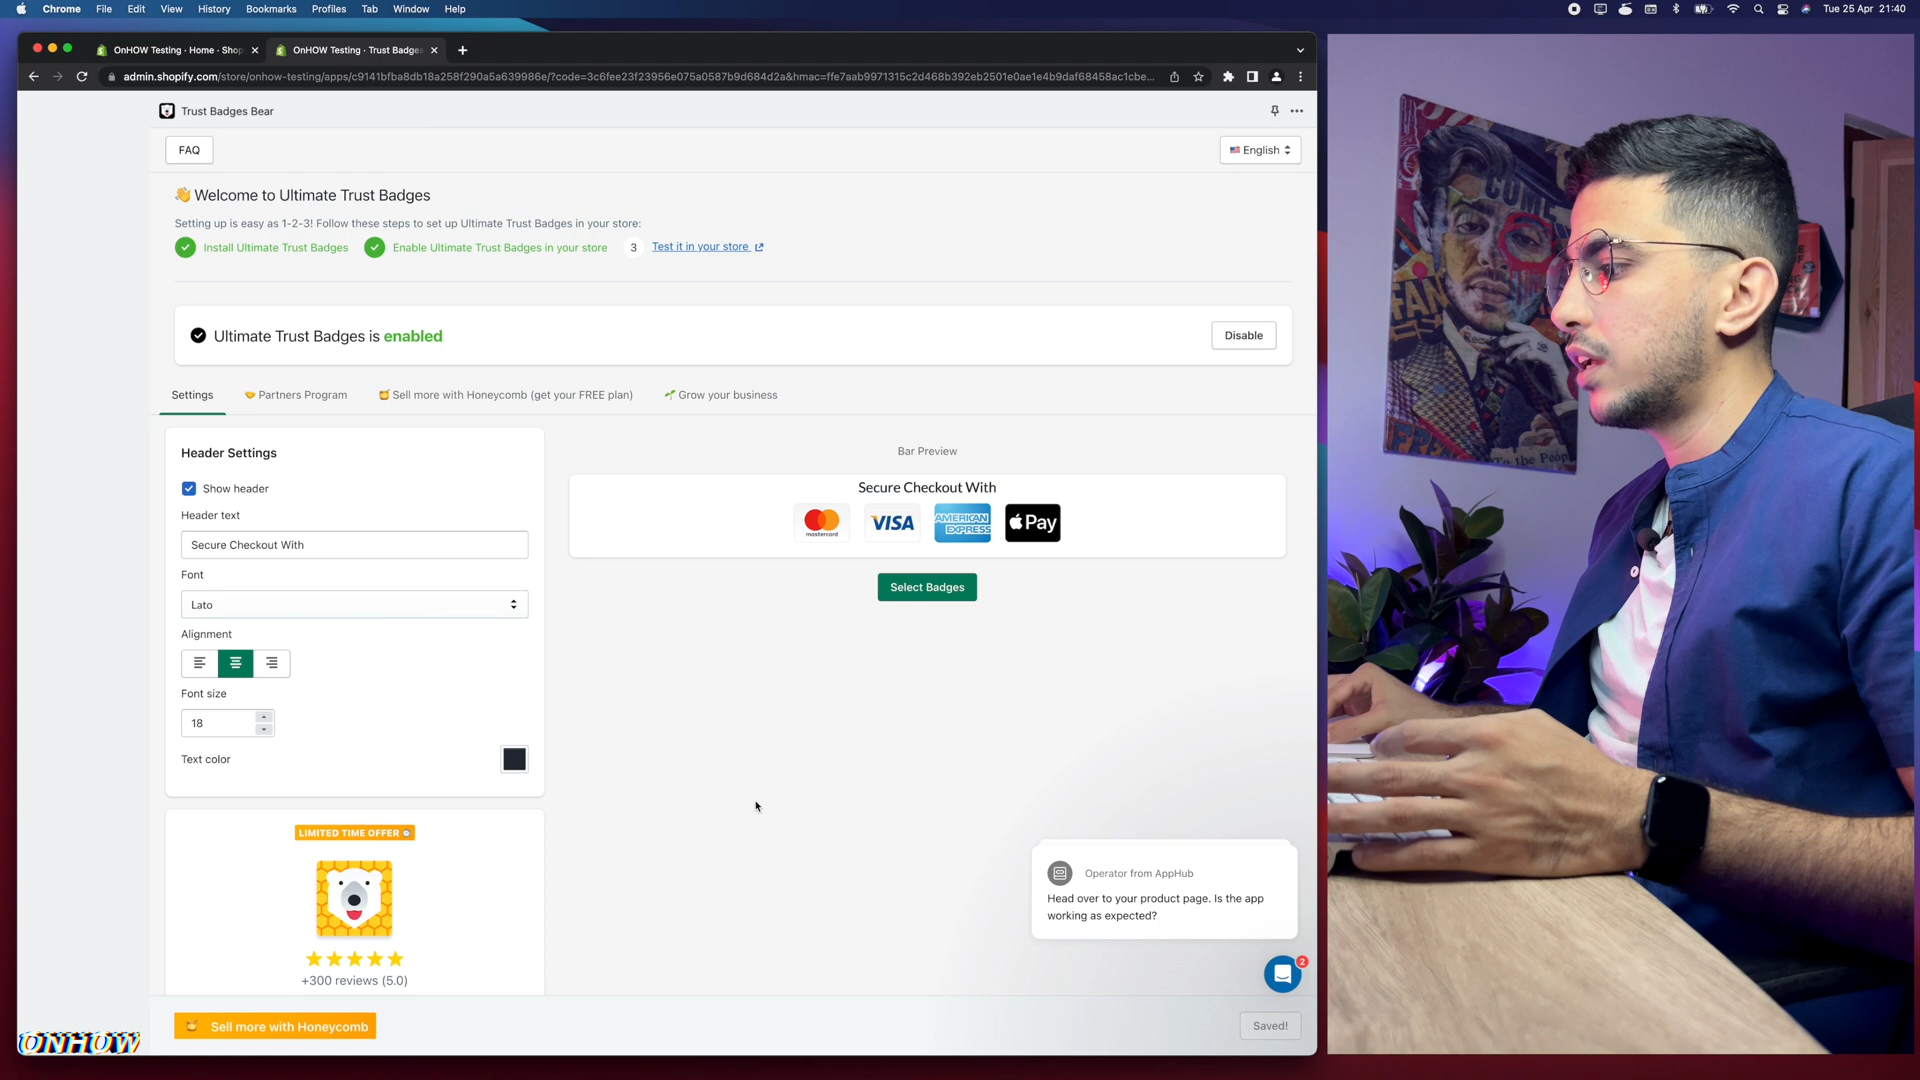 Chrome File Edit View History Bookmarks Profiles Tab Window Help
Tue 25 Apr 21:40
OnHOW Testing · Home · Shop
OnHOW Testing · Trust Badges
admin.shopify.com/store/onhow-testing/apps/c9141bfba8db18a258f290a5a639986e/?code=3c6fee23f23956e075a0587b9d684d2a&hmac=ffe7aab9971315c2d468b392eb2501e0ae1e4b9daf68458ac1cbe...
Trust Badges Bear
FAQ
English
Welcome to Ultimate Trust Badges
Setting up is easy as 1-2-3! Follow these steps to set up Ultimate Trust Badges in your store:
Install Ultimate Trust Badges
Enable Ultimate Trust Badges in your store
3 Test it in your store
Ultimate Trust Badges is enabled
Disable
Settings
Partners Program
Sell more with Honeycomb (get your FREE plan)
Grow your business
Header Settings
Show header
Header text
Secure Checkout With
Font
Lato
Alignment
Font size
18
Text color
Bar Preview
Secure Checkout With
mastercard
VISA
AMERICAN
EXPRESS
Pay
Select Badges
LIMITED TIME OFFER
+300 reviews (5.0)
Operator from AppHub
Head over to your product page. Is the app
working as expected?
2
Sell more with Honeycomb
Saved!
ONHOW
To the People